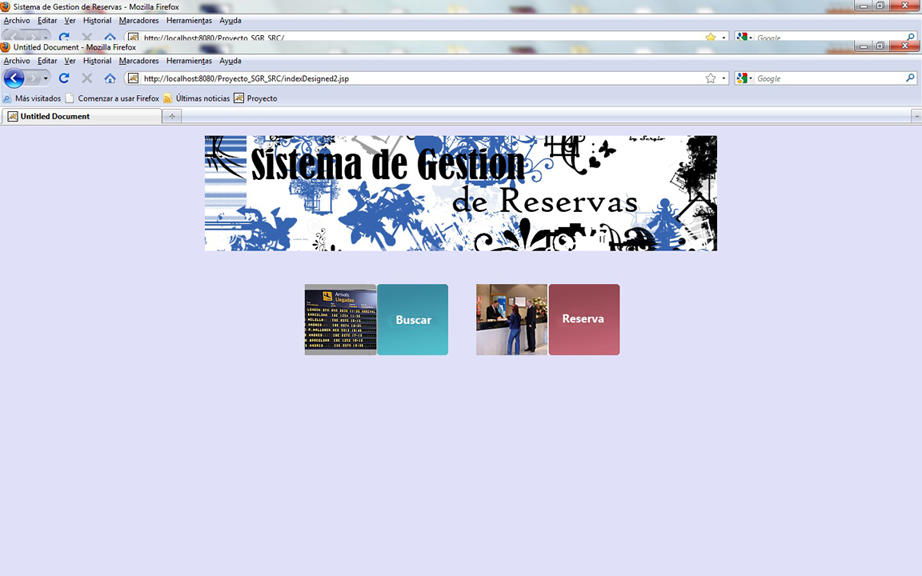 Sistema de Gestion de Reservas - Mozilla Firefox
Archivo Editar Ver Historial Marcadores Herramientas Ayuda
http://localhost:8080/Proyecto_SGR_SRC/
Google
Untitled Document - Mozilla Firefox
Archivo Editar Ver Historial Marcadores Herramientas Ayuda
http://localhost:8080/Proyecto_SGR_SRC/indexDesigned2.jsp
Google
Más visitados Comenzar a usar Firefox Últimas noticias Proyecto
Untitled Document
by Sergio
Sistema de Gestion
de Reservas
Arrivals
Llegadas
Buscar
Reserva